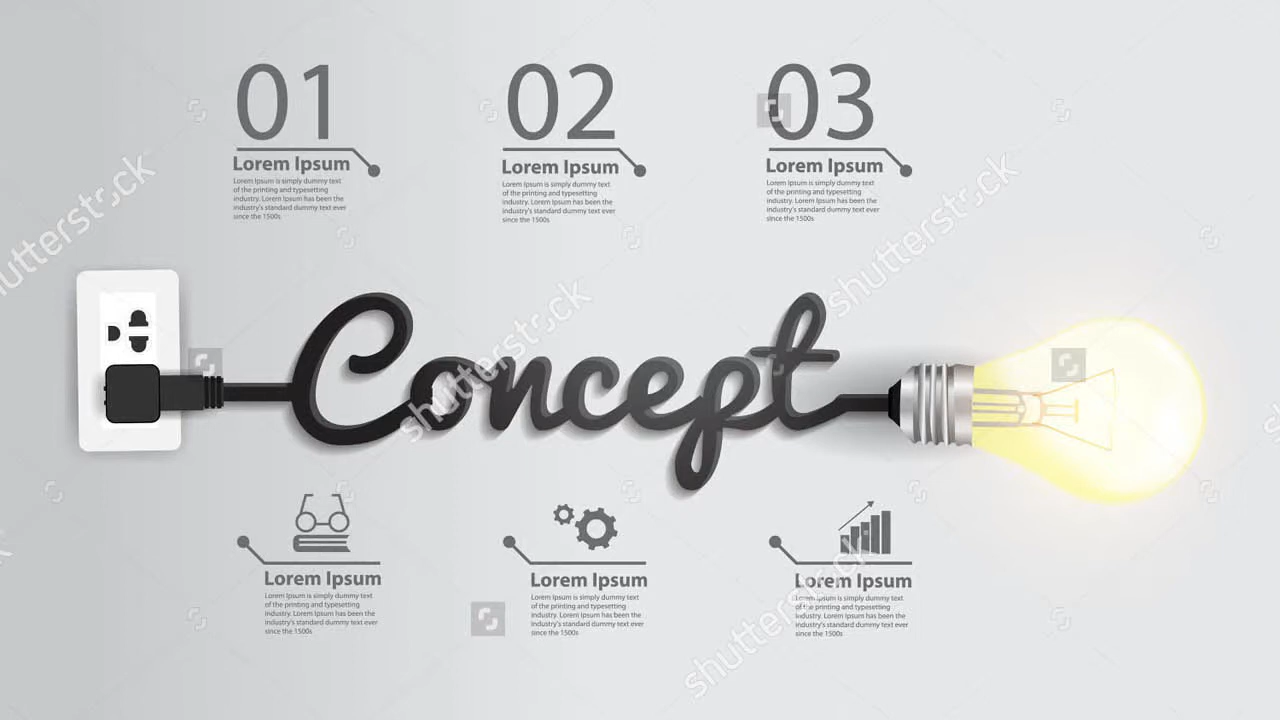 01
02
03
Lorem Ipsum
Lorem Ipsum is simply dummy text
of the printing and typesetting
industry. Lorem Ipsum has been the
industry's standard dummy text ever
since the 1500s
Lorem Ipsum
Lorem Ipsum is simply dummy text
of the printing and typesetting
industry. Lorem Ipsum has been the
industry's standard dummy text ever
since the 1500s
Lorem Ipsum
Lorem Ipsum is simply dummy text
of the printing and typesetting
industry. Lorem Ipsum has been the
industry's standard dummy text ever
since the 1500s
Concept
Lorem Ipsum
Lorem Ipsum is simply dummy text
of the printing and typesetting
industry. Lorem Ipsum has been the
industry's standard dummy text ever
since the 1500s
Lorem Ipsum
Lorem Ipsum is simply dummy text
of the printing and typesetting
industry. Lorem Ipsum has been the
industry's standard dummy text ever
since the 1500s
Lorem Ipsum
Lorem Ipsum is simply dummy text
of the printing and typesetting
industry. Lorem Ipsum has been the
industry's standard dummy text ever
since the 1500s
shutterstock
shutterstock
shutterstock
shutterstock
shutterstock